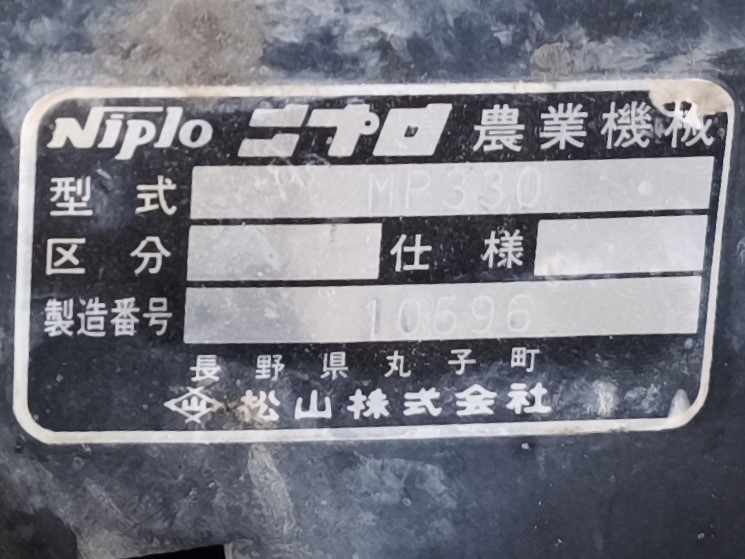 Niplo ニプロ 農業機械
型式 MP330
区分 仕様
製造番号 10596
長野県丸子町
松山株式会社